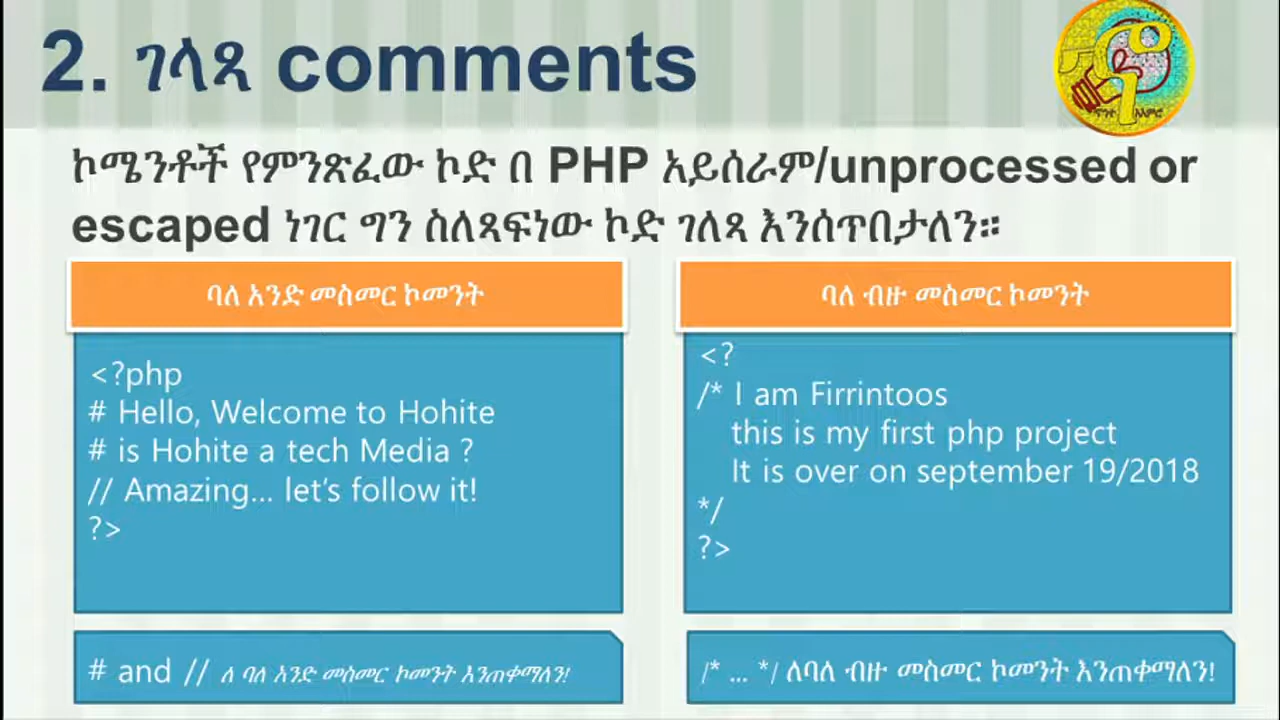 2. ገላጻ comments
ኮሜንቶች የምንጽፈው ኮድ በ PHP አይሰራም/unprocessed or
escaped ነገር ግን ስለጻፍነው ኮድ ገለጻ እንሰጥበታለን።
ባለ አንድ መስመር ኮመንት
<?php
# Hello, Welcome to Hohite
# is Hohite a tech Media ?
// Amazing... let's follow it!
?>
# and // ለ ባለ አንድ መስመር ኮመንት እንጠቀማለን!
ባለ ብዙ መስመር ኮመንት
<?
/* I am Firrintoos
this is my first php project
It is over on september 19/2018
*/
?>
/* ... */ ለባለ ብዙ መስመር ኮመንት እንጠቀማለን!